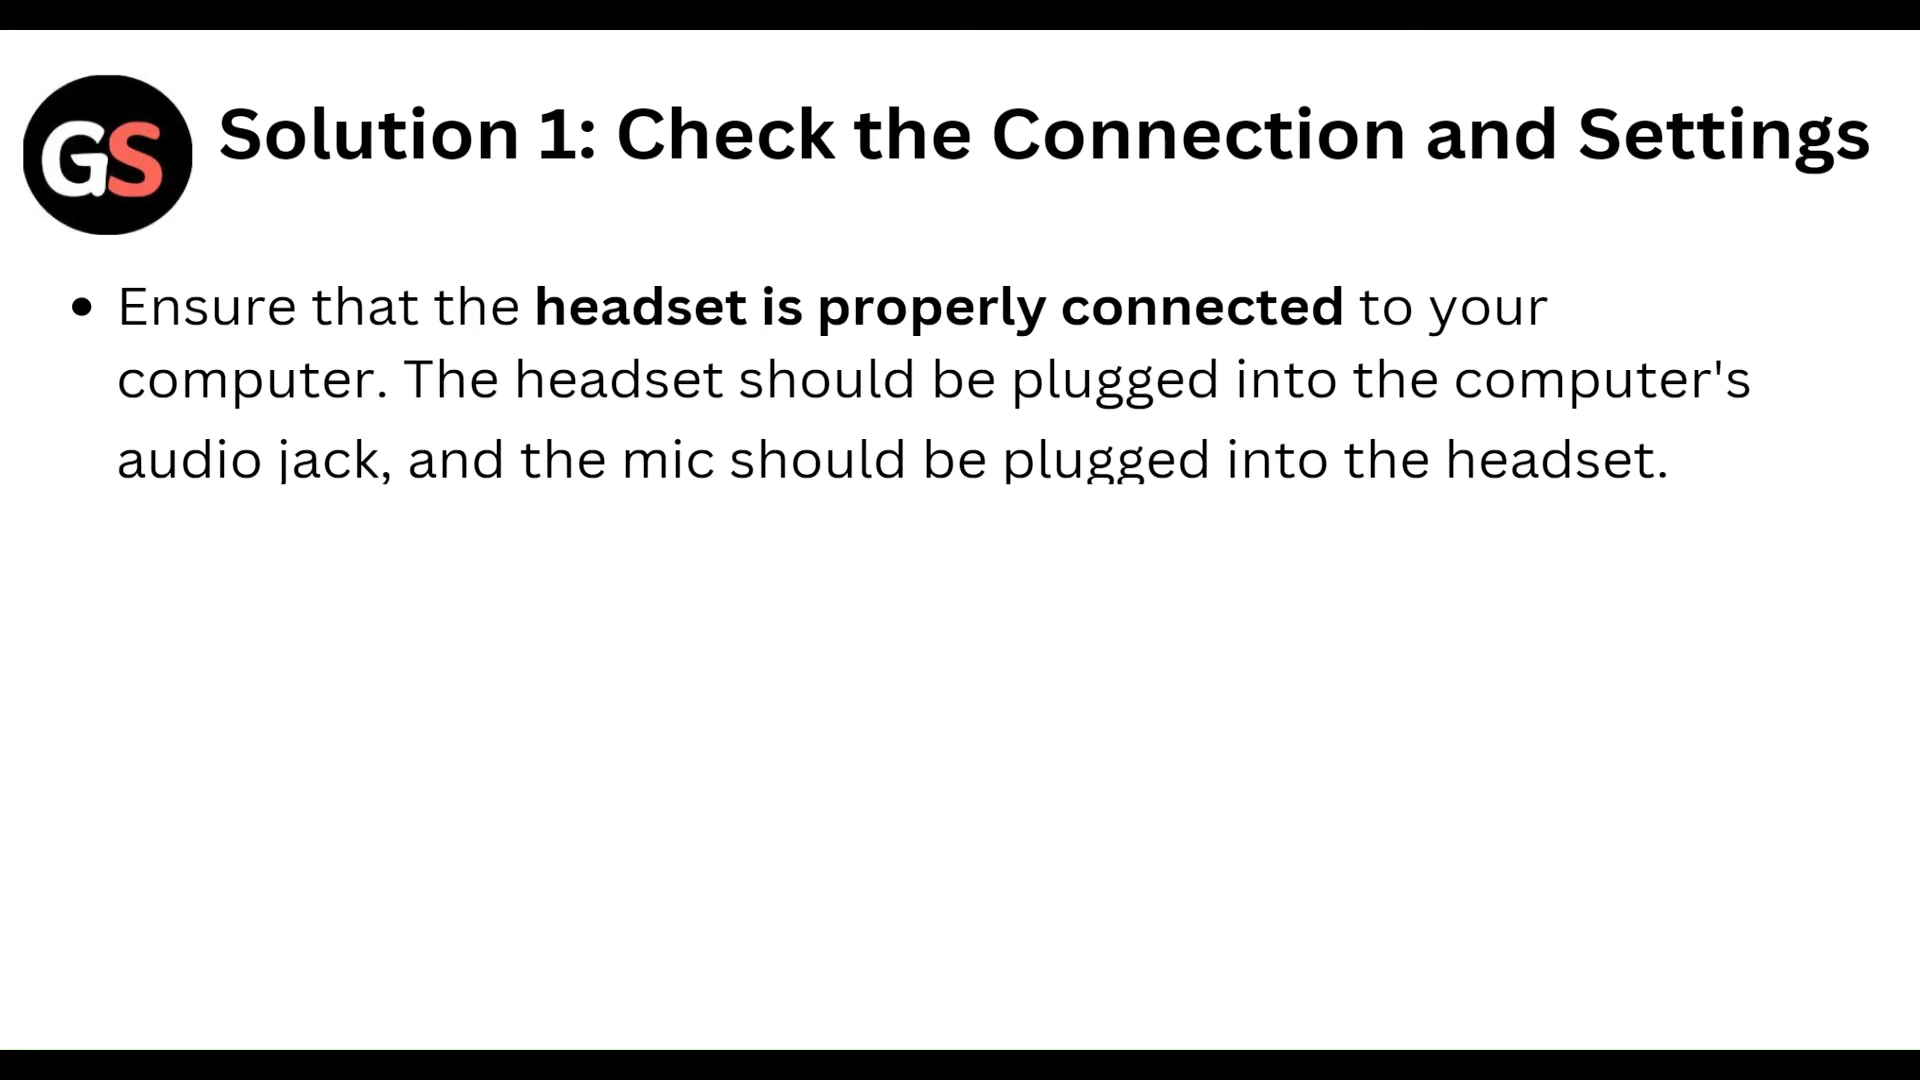 GS
Solution 1: Check the Connection and Settings
• Ensure that the headset is properly connected to your
computer. The headset should be plugged into the computer's
audio jack, and the mic should be plugged into the headset.